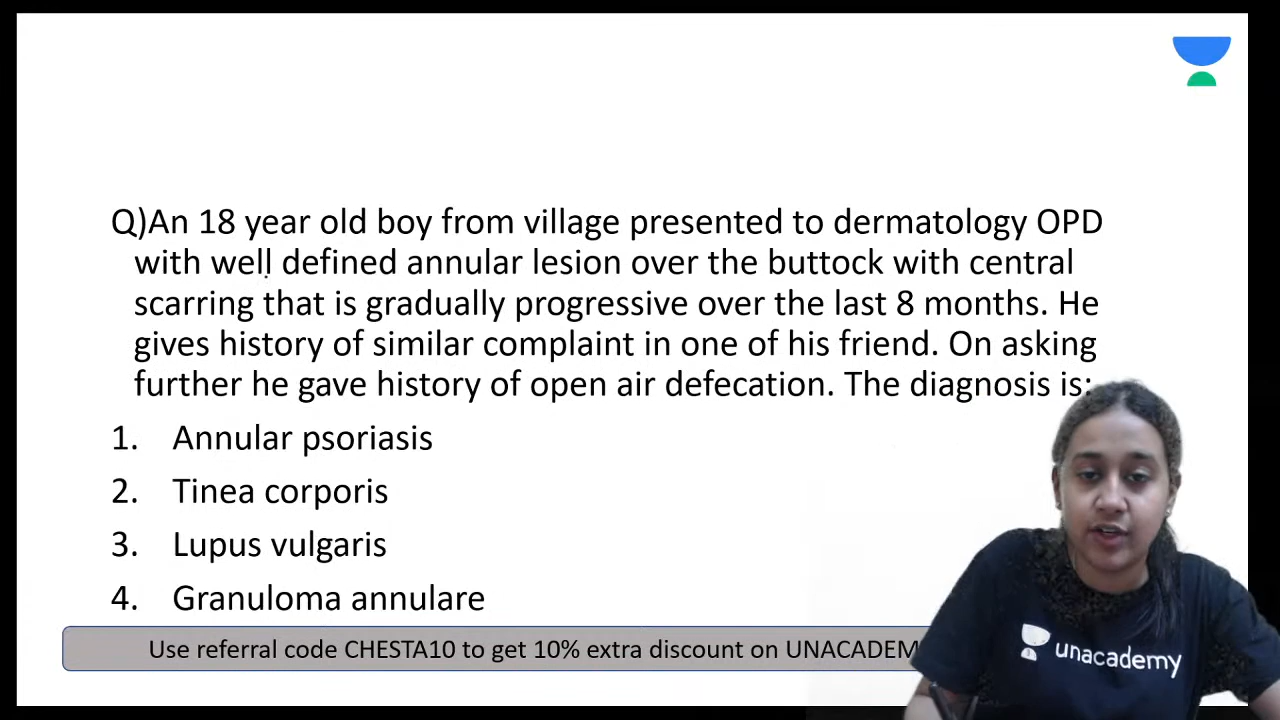 Q)An 18 year old boy from village presented to dermatology OPD
with well defined annular lesion over the buttock with central
scarring that is gradually progressive over the last 8 months. He
gives history of similar complaint in one of his friend. On asking
further he gave history of open air defecation. The diagnosis is:
1. Annular psoriasis
2. Tinea corporis
3. Lupus vulgaris
4. Granuloma annulare
Use referral code CHESTA10 to get 10% extra discount on UNACADEM
unacademy